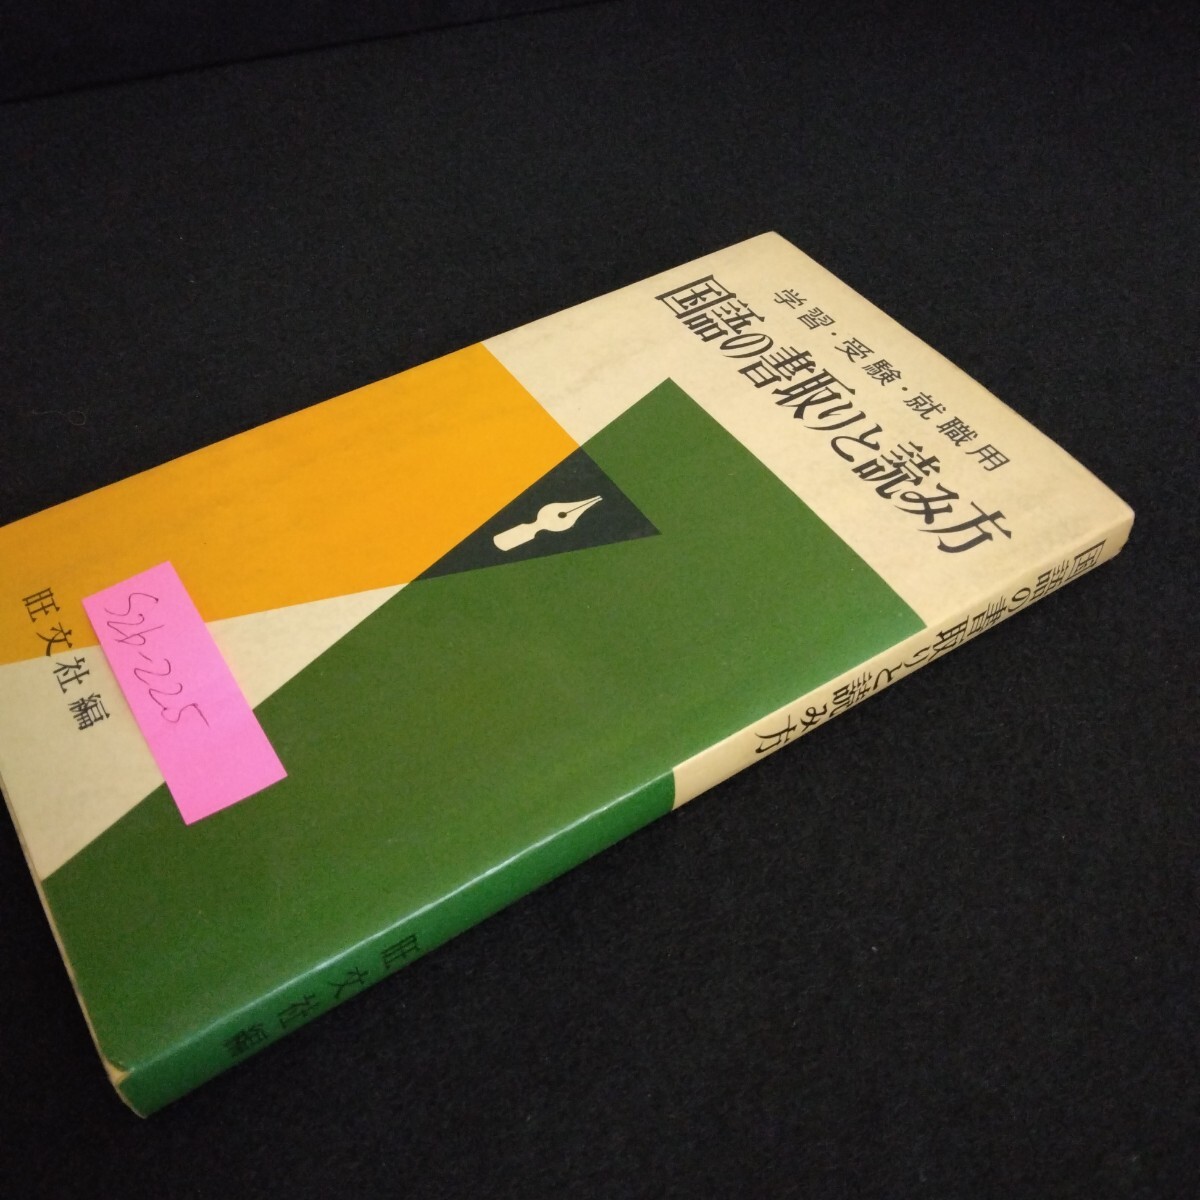 学習・受験・就職用
国語の書取りと読み方
旺文社編
S2b-225
国語の書取りと読み方
旺文社編